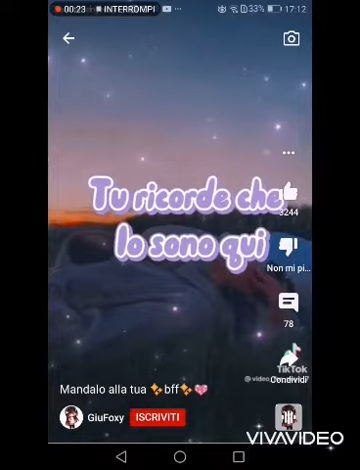 00:23 INTERROMPI ... 33% 17:12
Tu ricorde che
Io sono qui
3244
Non mi pi...
78
TikTok
Condividi
Mandalo alla tua ✨bff✨💖
GiuFoxy ISCRIVITI
VIVAVIDEO